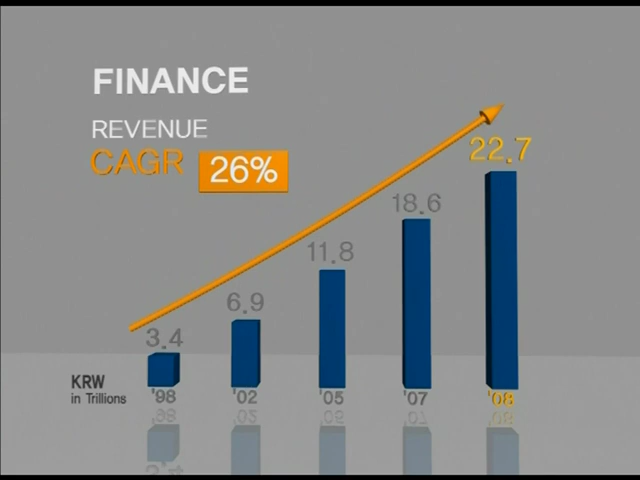 FINANCE
REVENUE
CAGR 26%
22.7
18.6
11.8
6.9
3.4
KRW
in Trillions
'98 '02 '05 '07 '08